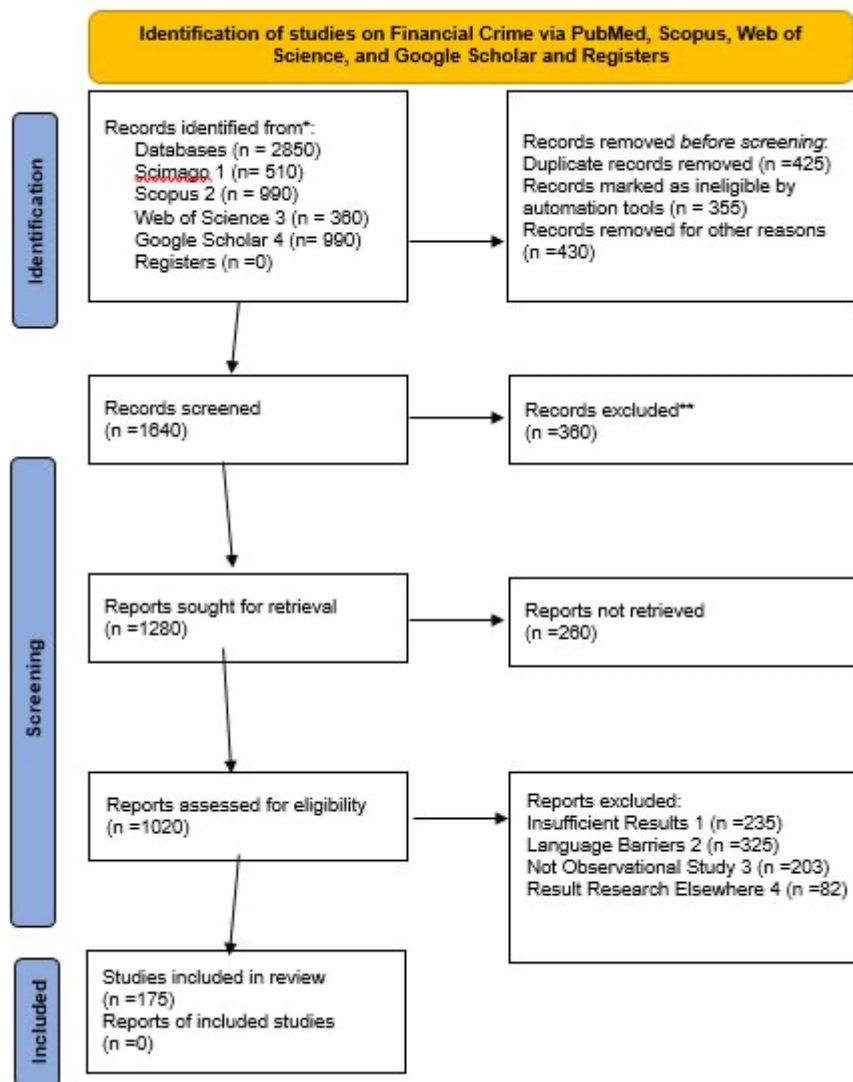 Identification of studies on Financial Crime via PubMed, Scopus, Web of
Science, and Google Scholar and Registers
Identification
Records identified from*:
Databases (n = 2850)
Scimago 1 (n= 510)
Scopus 2 (n = 990)
Web of Science 3 (n = 360)
Google Scholar 4 (n= 990)
Registers (n =0)
Records removed before screening:
Duplicate records removed (n =425)
Records marked as ineligible by
automation tools (n = 355)
Records removed for other reasons
(n =430)
Screening
Records screened
(n =1640)
Records excluded**
(n =360)
Reports sought for retrieval
(n =1280)
Reports not retrieved
(n =260)
Reports assessed for eligibility
(n =1020)
Reports excluded:
Insufficient Results 1 (n =235)
Language Barriers 2 (n =325)
Not Observational Study 3 (n =203)
Result Research Elsewhere 4 (n =82)
Included
Studies included in review
(n =175)
Reports of included studies
(n =0)